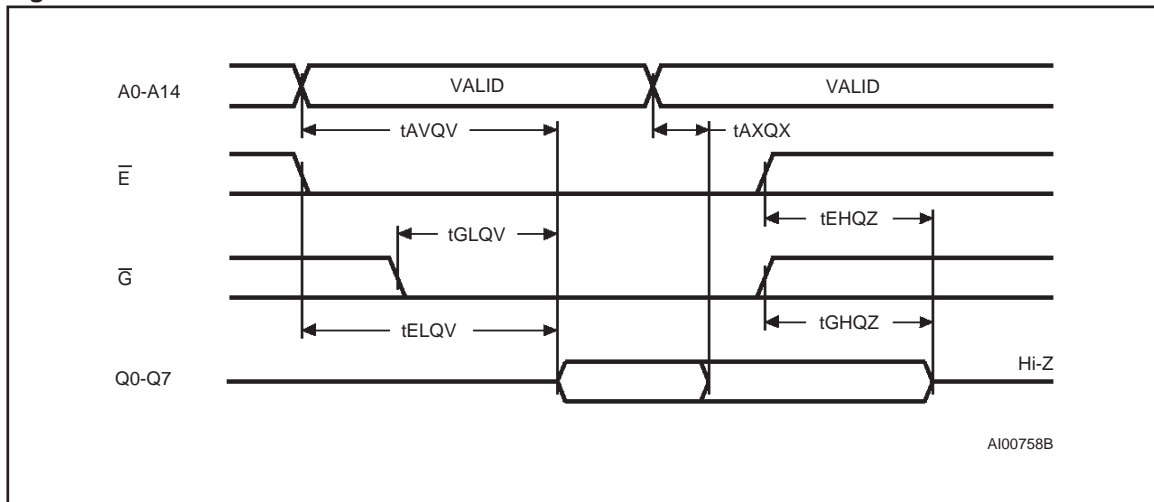 A0-A14
VALID
VALID
tAVQV
tAXQX
E
tEHQZ
tGLQV
G
tELQV
tGHQZ
Q0-Q7
Hi-Z
AI00758B